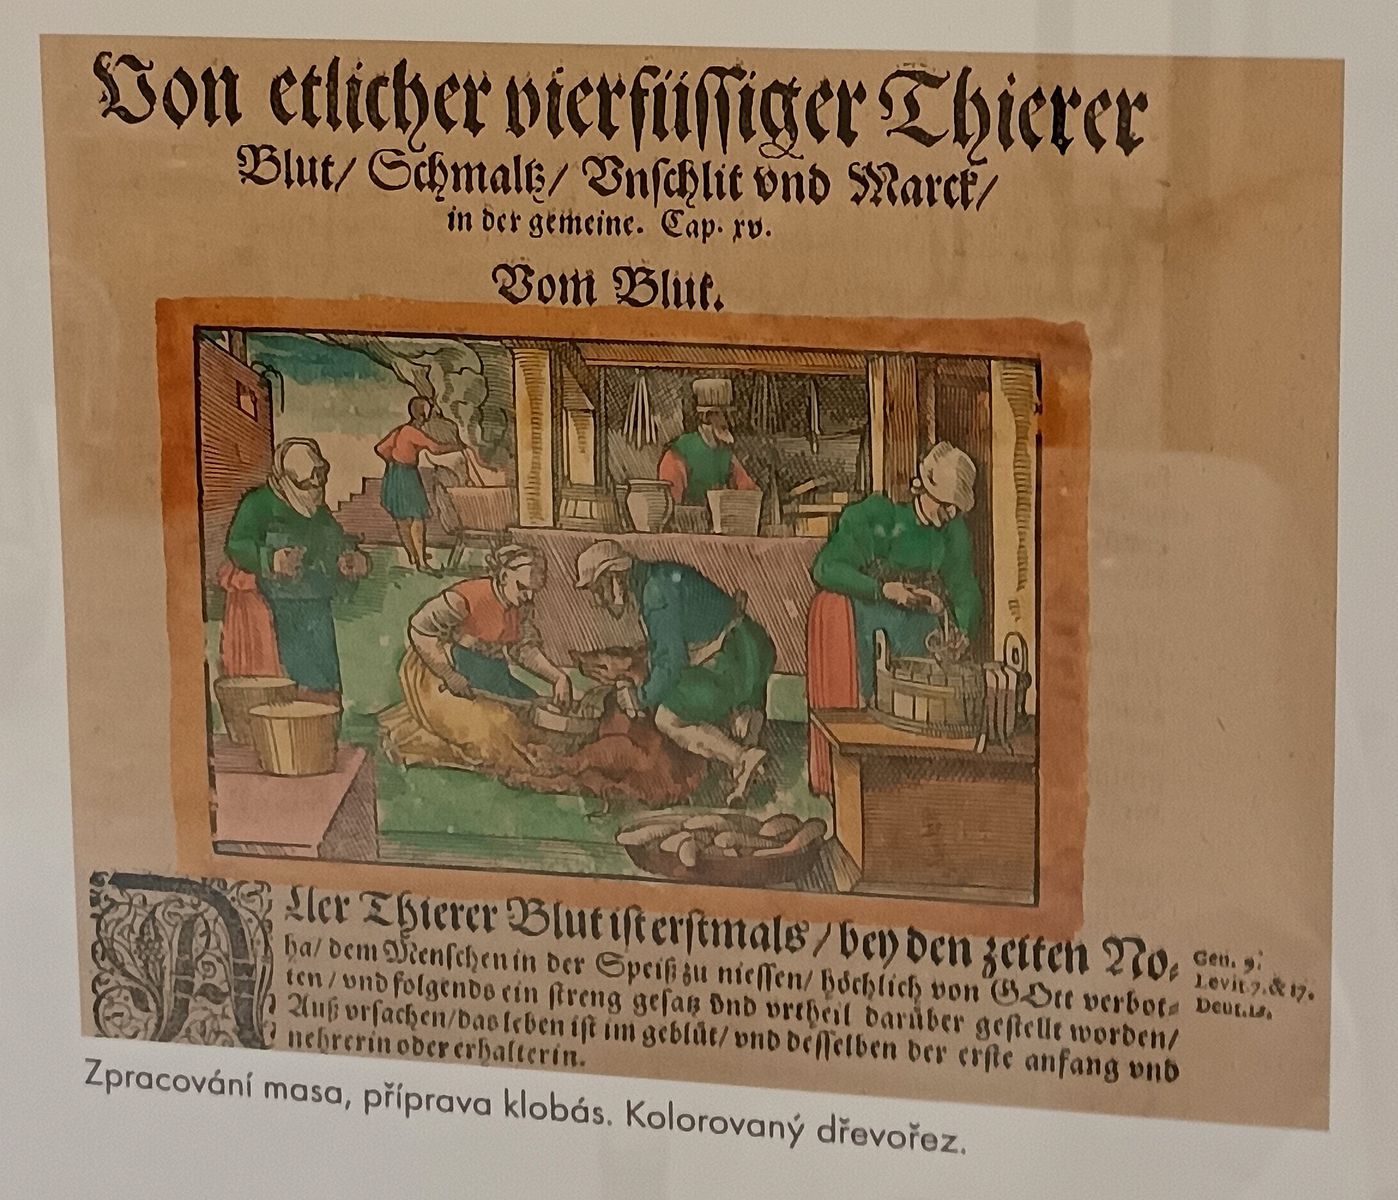 Von etlicher vierfüssiger Thierer
Blut/ Schmaltz/ Vnschlit vnd Marck/
in der gemeine. Cap. xv.
Vom Blut.
ALler Thierer Blut ist erstmals/ bey den zeiten No-
ha/ dem Menschen in der Speiß zu niessen/ höchlich von GOtt verbot-
ten/ vnd folgends ein streng gesatz vnd vrtheil darüber gestellt worden/
Auß vrsachen/ das leben ist im geblüt/ vnd desselben der erste anfang vnd
nehrerin oder erhalterin.
Gen. 9.
Levit. 7. & 17.
Deut. 12.
Zpracování masa, příprava klobás. Kolorovaný dřevořez.